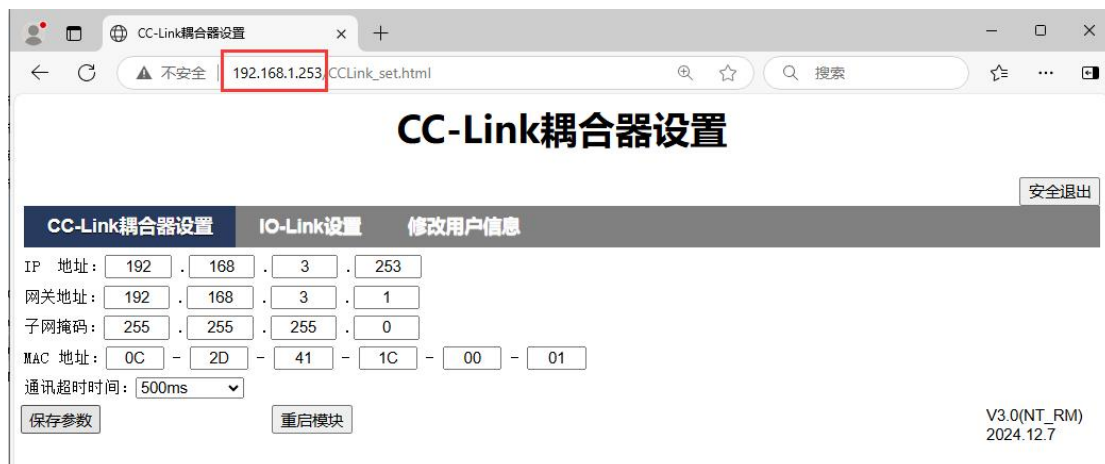 CC-Link耦合器设置
不安全 192.168.1.253/CCLink_set.html 搜索
CC-Link耦合器设置
安全退出
CC-Link耦合器设置 IO-Link设置 修改用户信息
IP 地址: 192 . 168 . 3 . 253
网关地址: 192 . 168 . 3 . 1
子网掩码: 255 . 255 . 255 . 0
MAC 地址: 0C - 2D - 41 - 1C - 00 - 01
通讯超时时间: 500ms
保存参数 重启模块
V3.0(NT_RM)
2024.12.7